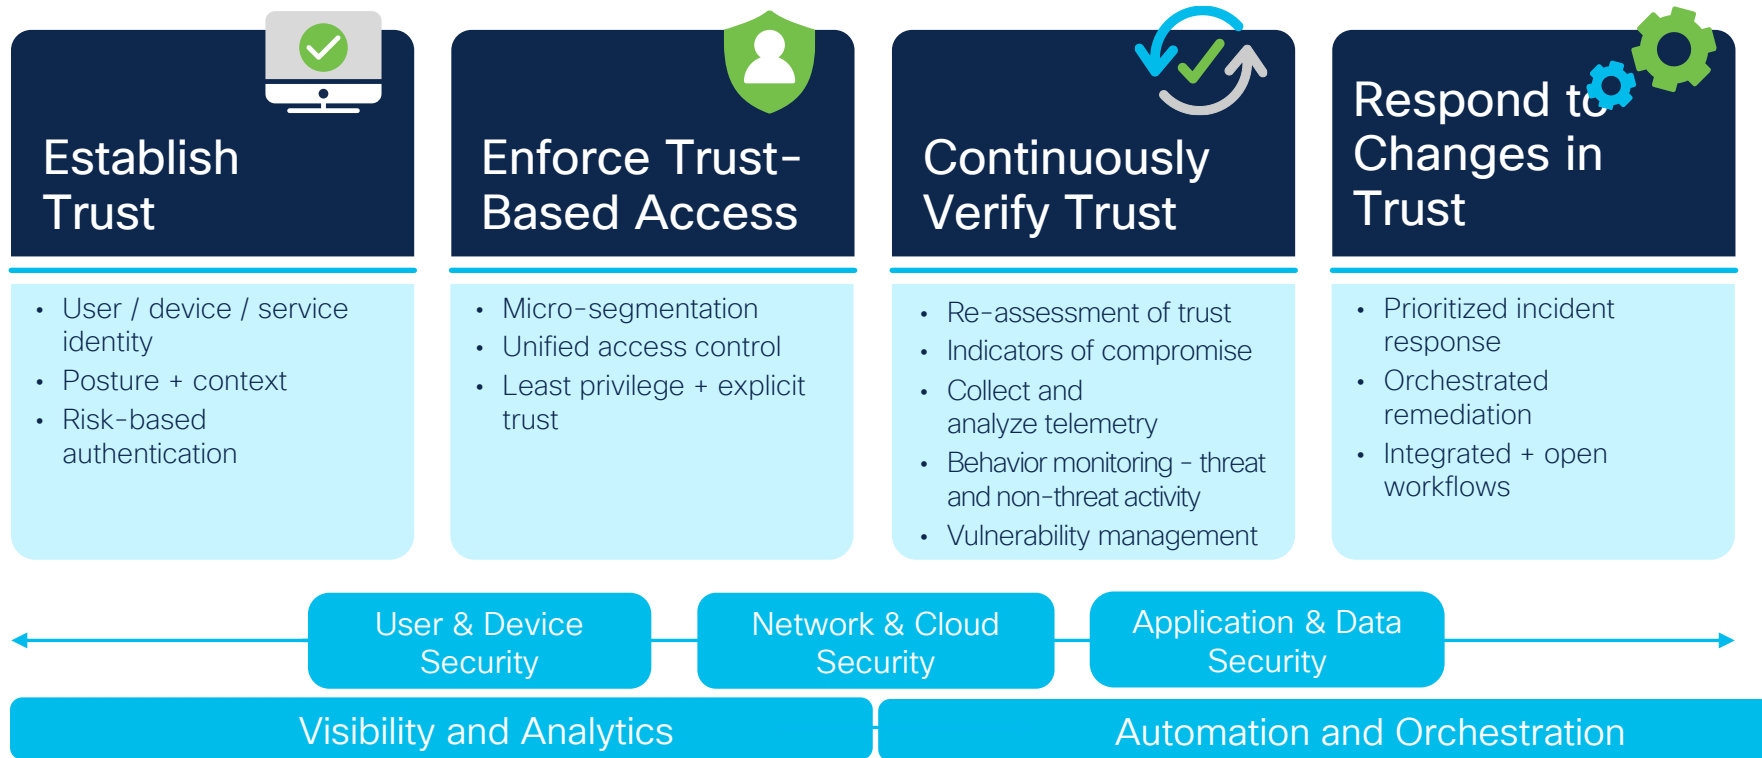 Establish
Trust
• User / device / service
identity
• Posture + context
• Risk-based
authentication
Enforce Trust-
Based Access
• Micro-segmentation
• Unified access control
• Least privilege + explicit
trust
Continuously
Verify Trust
• Re-assessment of trust
• Indicators of compromise
• Collect and
analyze telemetry
• Behavior monitoring - threat
and non-threat activity
• Vulnerability management
Respond to
Changes in
Trust
• Prioritized incident
response
• Orchestrated
remediation
• Integrated + open
workflows
User & Device
Security
Network & Cloud
Security
Application & Data
Security
Visibility and Analytics
Automation and Orchestration